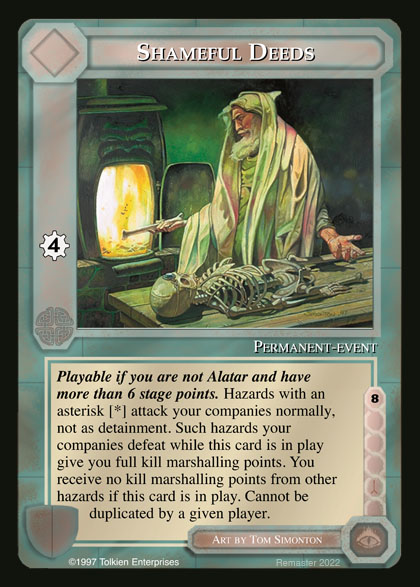 Shameful Deeds
4
Permanent-event
Playable if you are not Alatar and have
more than 6 stage points. Hazards with an
asterisk [*] attack your companies normally,
not as detainment. Such hazards your
companies defeat while this card is in play
give you full kill marshalling points. You
receive no kill marshalling points from other
hazards if this card is in play. Cannot be
duplicated by a given player.
8
Art by Tom Simonton
©1997 Tolkien Enterprises
Remaster 2022